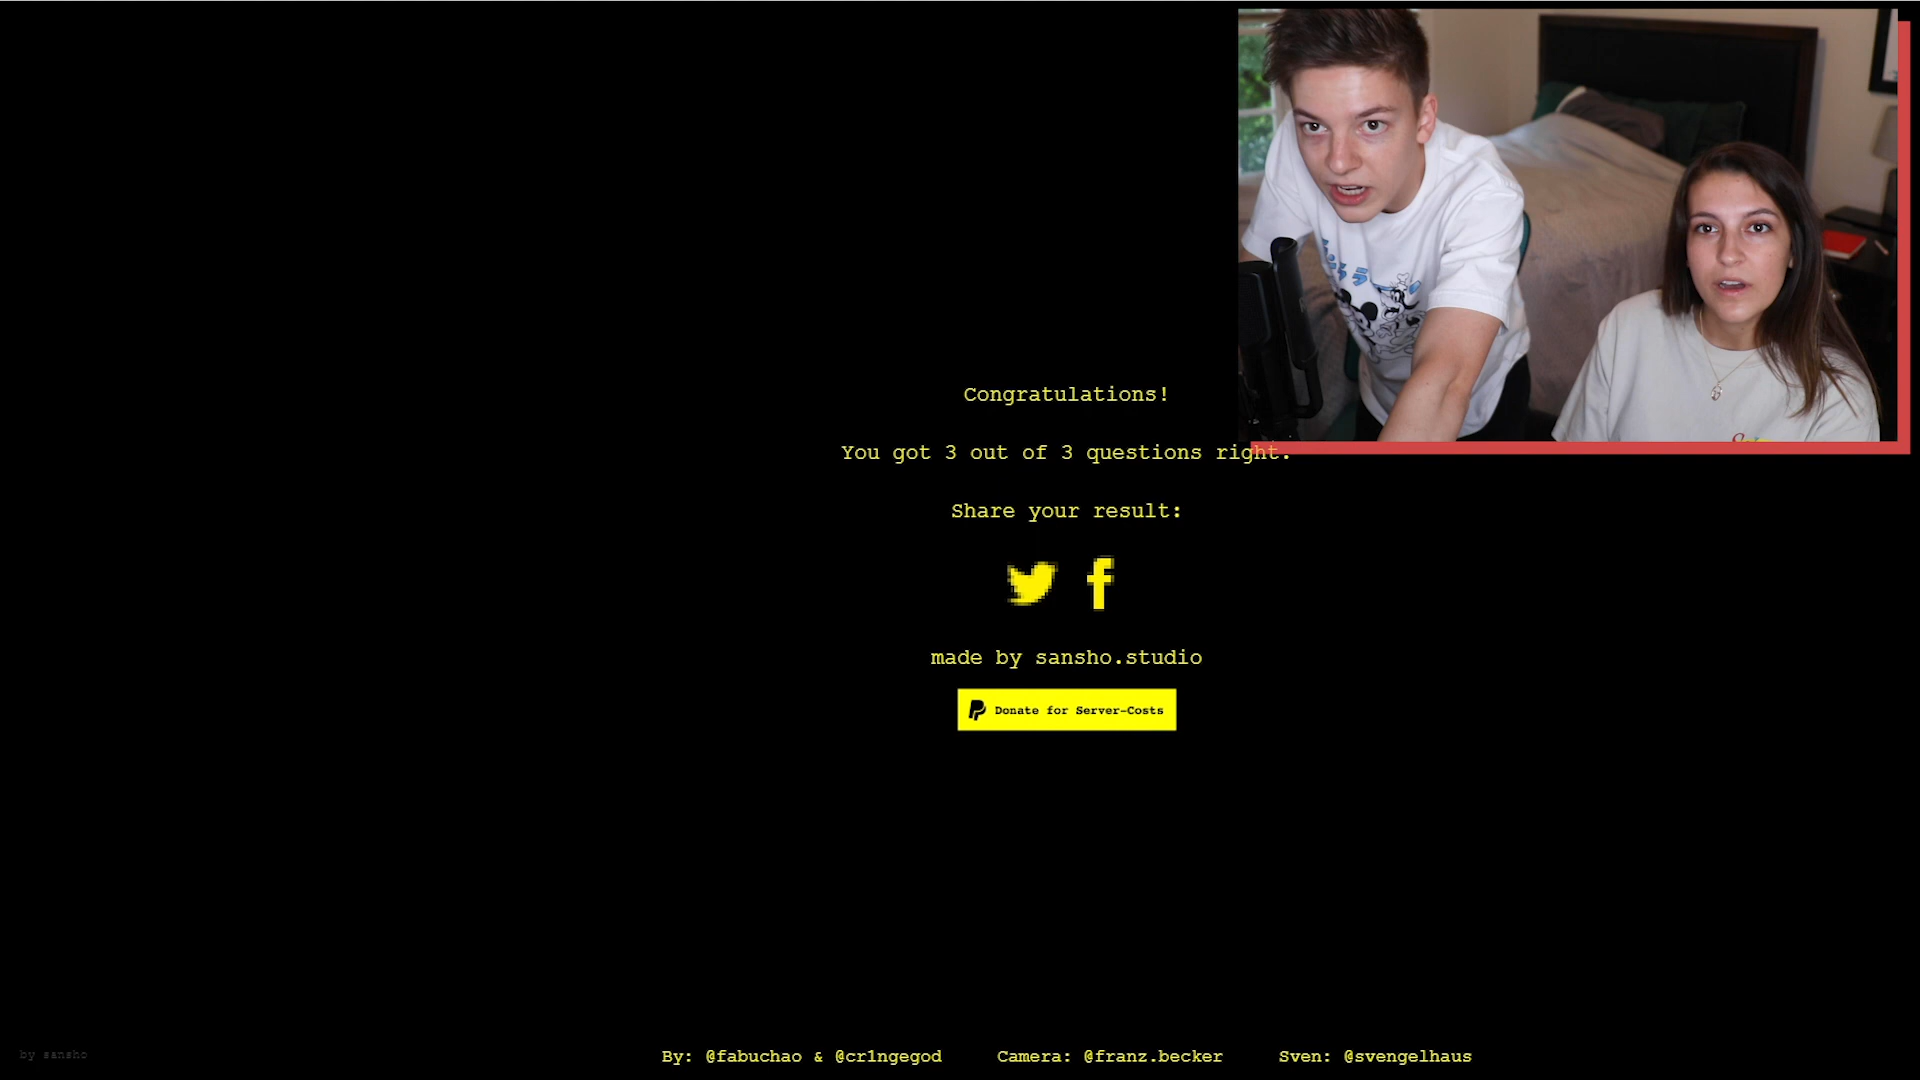 Congratulations!
You got 3 out of 3 questions right.
Share your result:
made by sansho.studio
Donate for Server-Costs
by sansho
By: @fabuchao & @cr1ngegod Camera: @franz.becker Sven: @svengelhaus